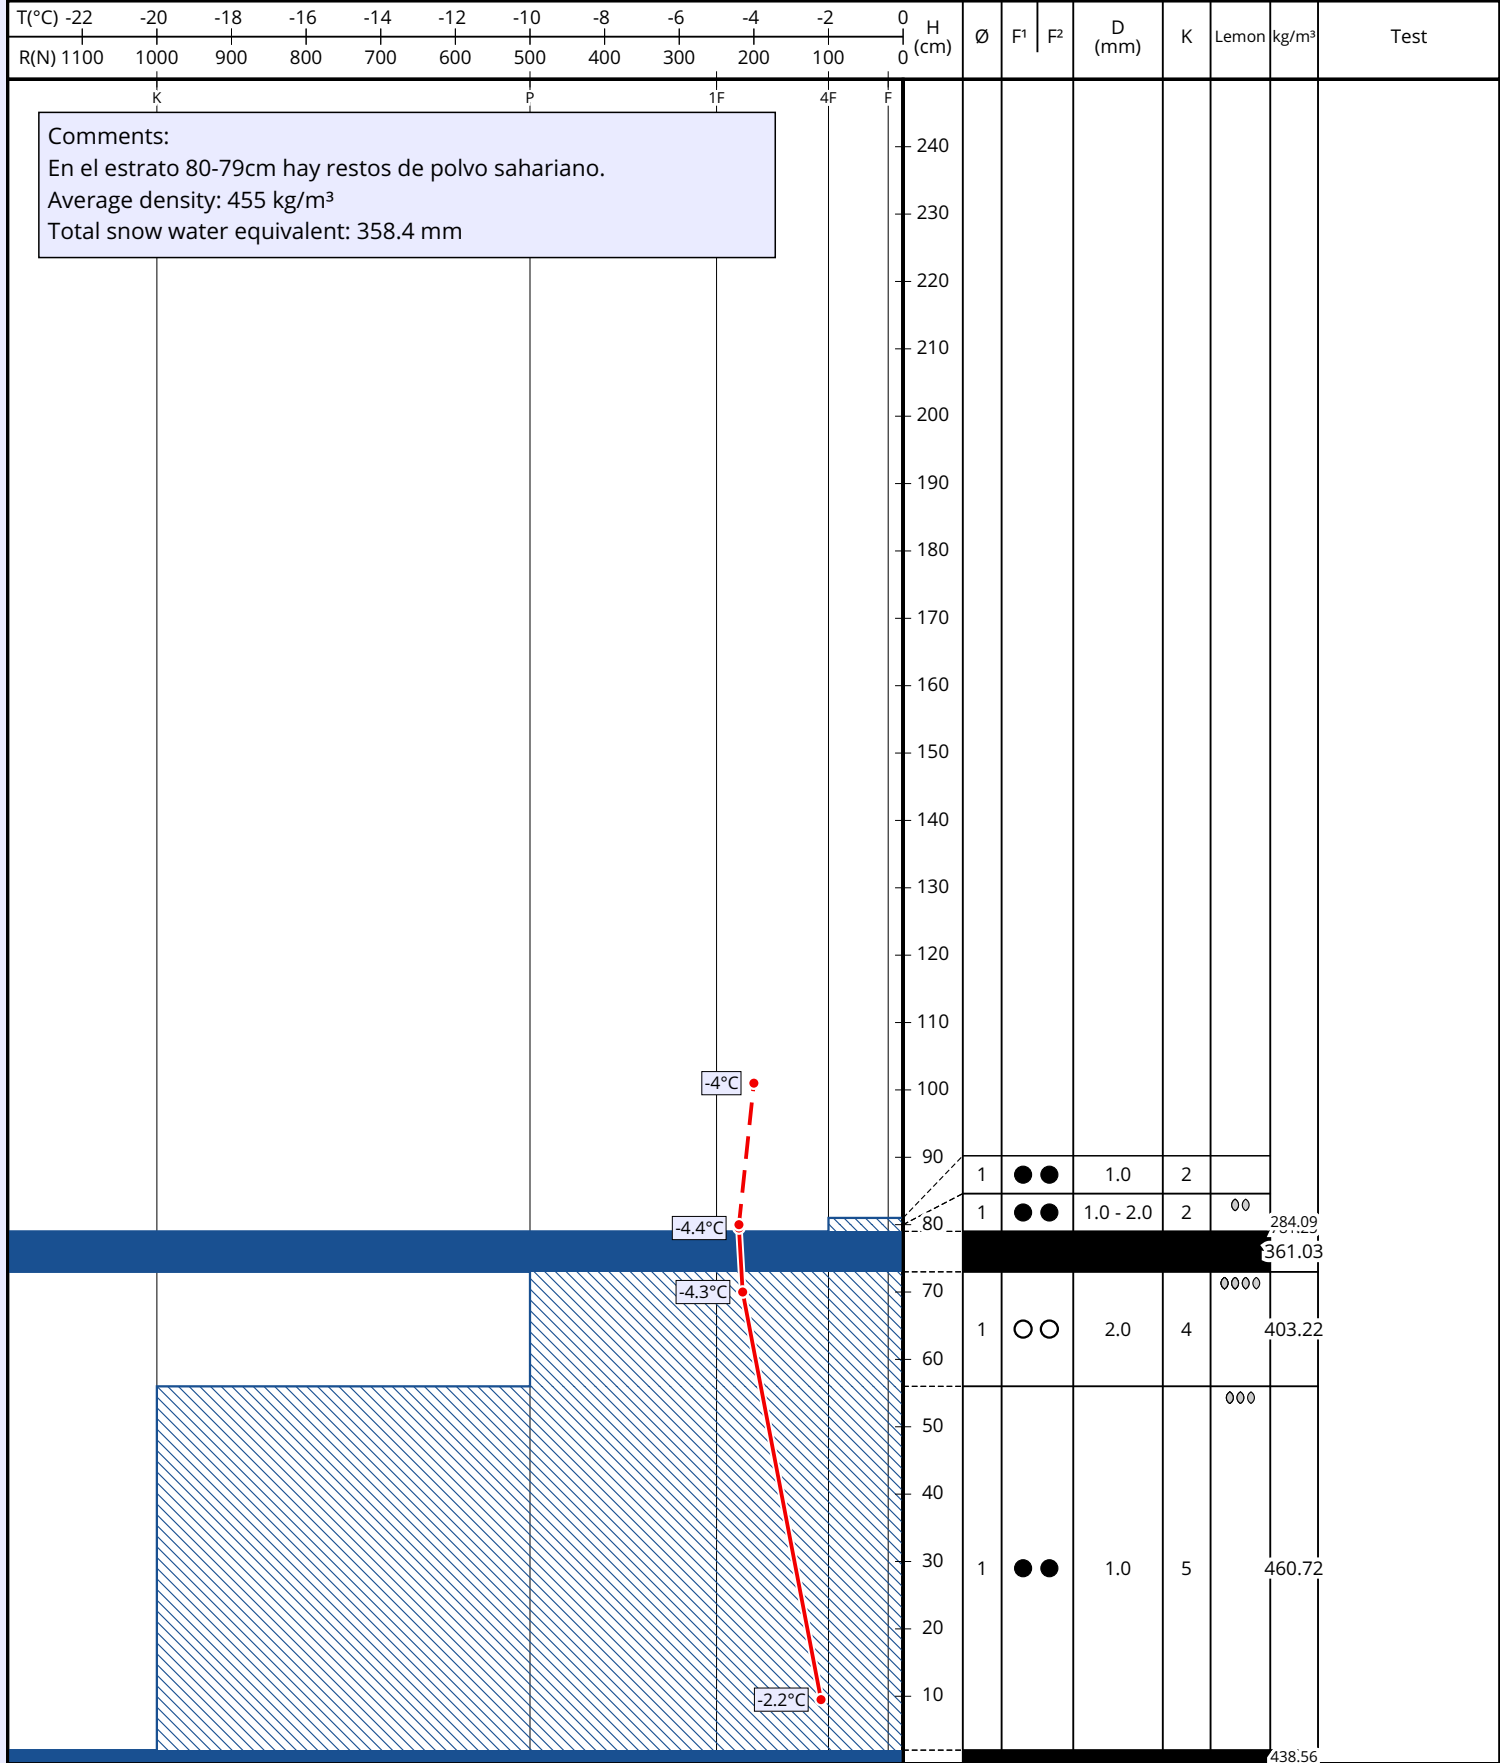 T(°C) -22 -20 -18 -16 -14 -12 -10 -8 -6 -4 -2 0
R(N) 1100 1000 900 800 700 600 500 400 300 200 100 0
H (cm) Ø F¹ F² D (mm) K Lemon kg/m³ Test
K P 1F 4F F
Comments:
En el estrato 80-79cm hay restos de polvo sahariano.
Average density: 455 kg/m³
Total snow water equivalent: 358.4 mm
240
230
220
210
200
190
180
170
160
150
140
130
120
110
-4°C 100
90
1 1.0 2
1 1.0 - 2.0 2
-4.4°C 80 284.09
361.03
-4.3°C 70
1 2.0 4 403.22
60
50
40
30 1 1.0 5 460.72
20
-2.2°C 10
438.56